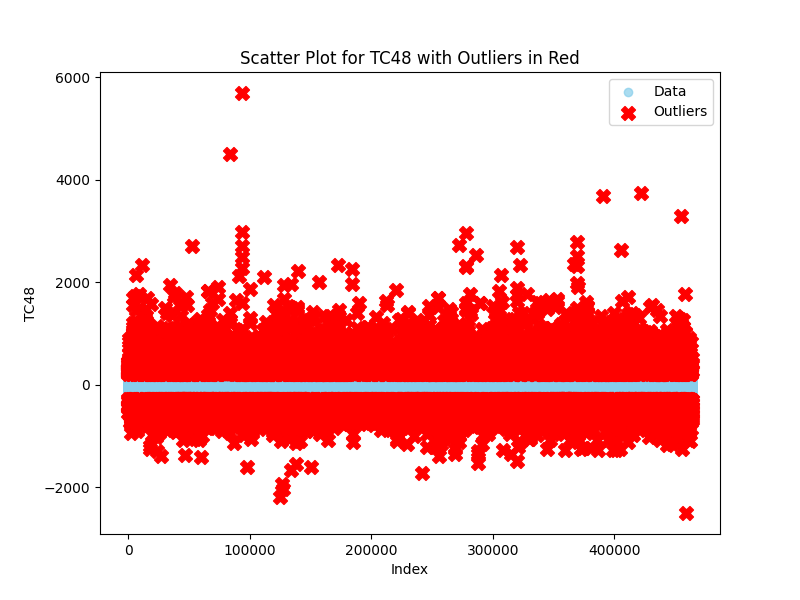 Scatter Plot for TC48 with Outliers in Red
Data
Outliers
6000
4000
2000
0
−2000
TC48
0
100000
200000
300000
400000
Index